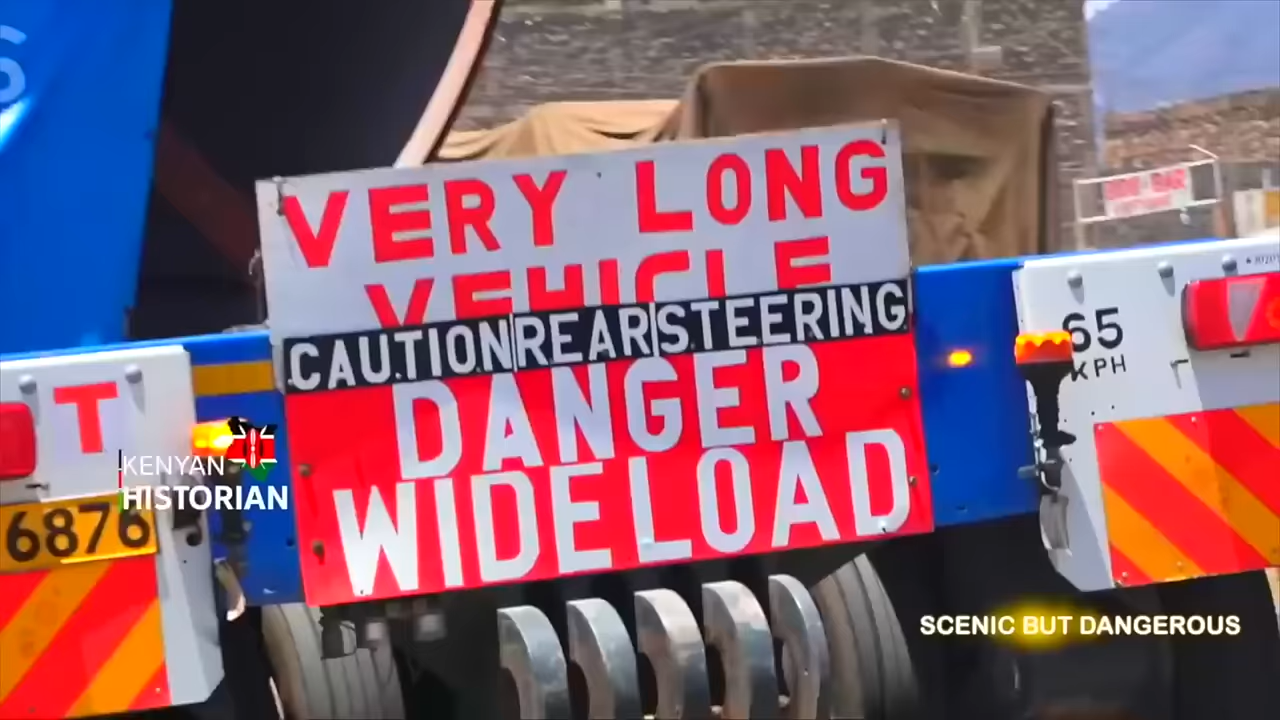 S
VERY LONG
VEHICLE
CAUTION REAR STEERING
DANGER
WIDE LOAD
65
KPH
T
KENYAN
HISTORIAN
6876
SCENIC BUT DANGEROUS